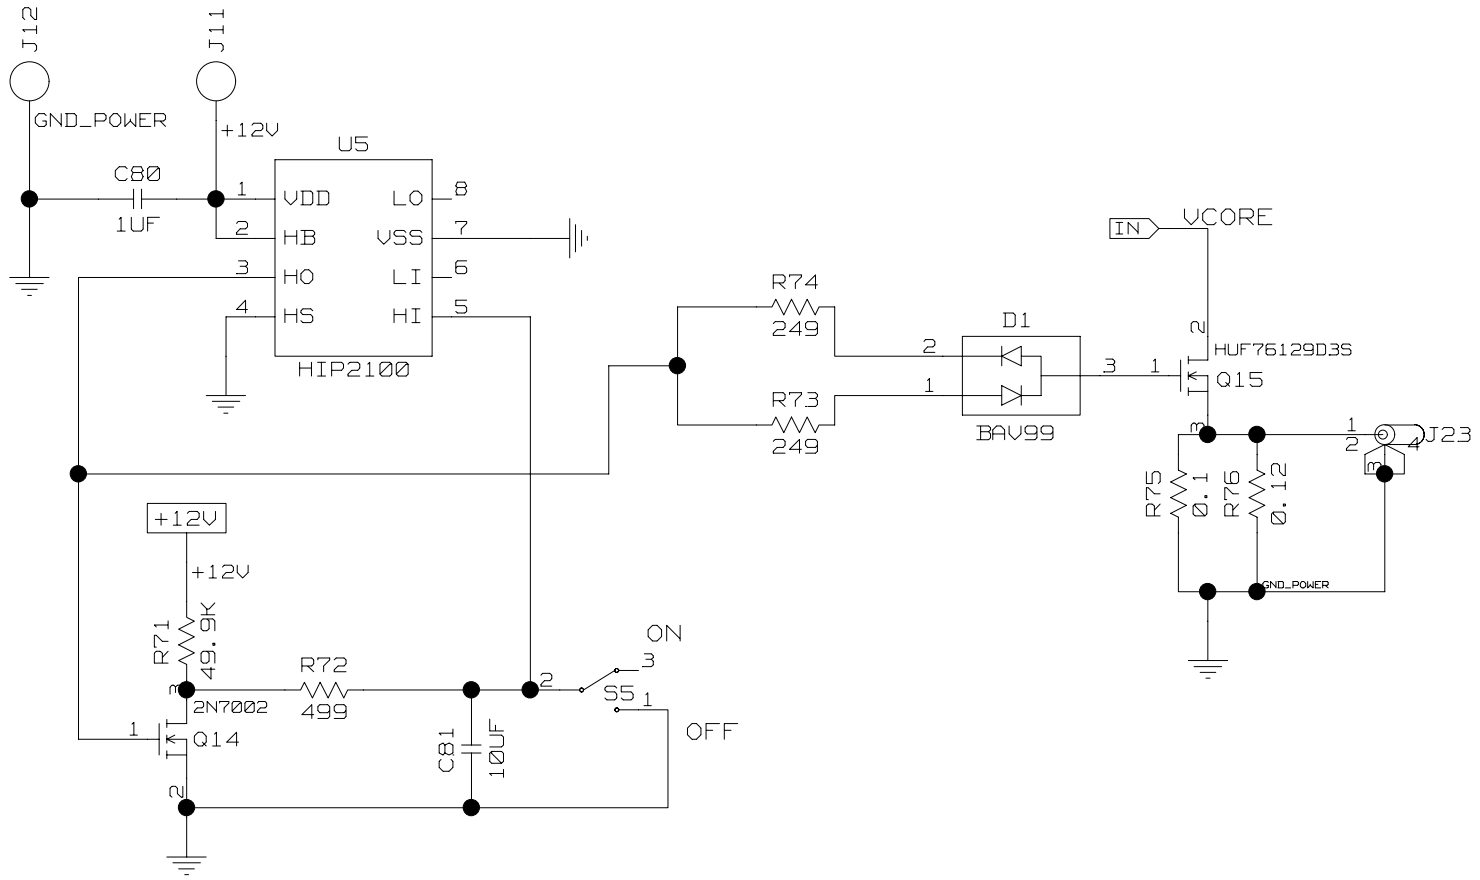 J12
J11
GND_POWER
+12V
U5
C80
1UF
1
VDD
LO
8
2
HB
VSS
7
3
HO
LI
6
4
HS
HI
5
HIP2100
IN
VCORE
R74
249
R73
249
D1
2
1
3
BAV99
2
1
HUF76129D3S
Q15
3
R75
0.1
R76
0.12
1
2
4
3
J23
GND_POWER
+12V
+12V
R71
49.9K
3
2N7002
1
Q14
2
R72
499
C81
10UF
2
ON
3
S5
1
OFF